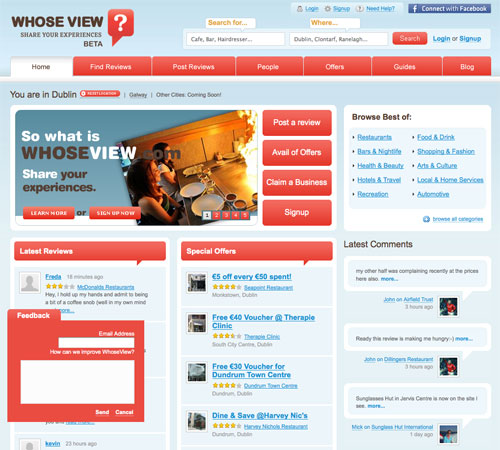 WHOSE VIEW ?
SHARE YOUR EXPERIENCES
BETA
Login Signup Need Help?
Connect with Facebook
Search for...
Where...
Cafe, Bar, Hairdresser...
Dublin, Clontarf, Ranelagh...
Search
Login or Signup
Home
Find Reviews
Post Reviews
People
Offers
Guides
Blog
You are in Dublin RESET LOCATION | Galway | Other Cities: Coming Soon!
So what is
WHOSEVIEW.com
Share your
experiences.
LEARN MORE or SIGN UP NOW
1 2 3 4 5
Post a review
Avail of Offers
Claim a Business
Signup
Browse Best of:
Restaurants
Bars & Nightlife
Health & Beauty
Hotels & Travel
Recreation
Food & Drink
Shopping & Fashion
Arts & Culture
Local & Home Services
Automotive
browse all categories
Latest Reviews
Freda 16 minutes ago
McDonalds Restaurants
Hey, I hold up my hands and admit to being
a bit of a coffee snob (well in my own mind
Feedback
Email Address
How can we improve WhoseView?
Send Cancel
you and read more...
kevin 23 hours ago
Special Offers
€5 off every €50 spent!
Seapoint Restaurant
Monkstown, Dublin
Free €40 Voucher @ Therapie
Clinic
Therapie Clinic
South City Centre, Dublin
Free €30 Voucher for
Dundrum Town Centre
Dundrum Town Centre
Dundrum, Dublin
Dine & Save @Harvey Nic's
Harvey Nichols Restaurant
Dundrum, Dublin
Latest Comments
my other half was complaining recently at the prices
here also more...
John on Airfield Trust
3 hours ago
Ready this review is making me hungry:-) more...
John on Dillingers Restaurant
3 hours ago
Sunglasses Hut in Jervis Centre is now on the site I
see. more...
Mick on Sunglass Hut International
1 day ago